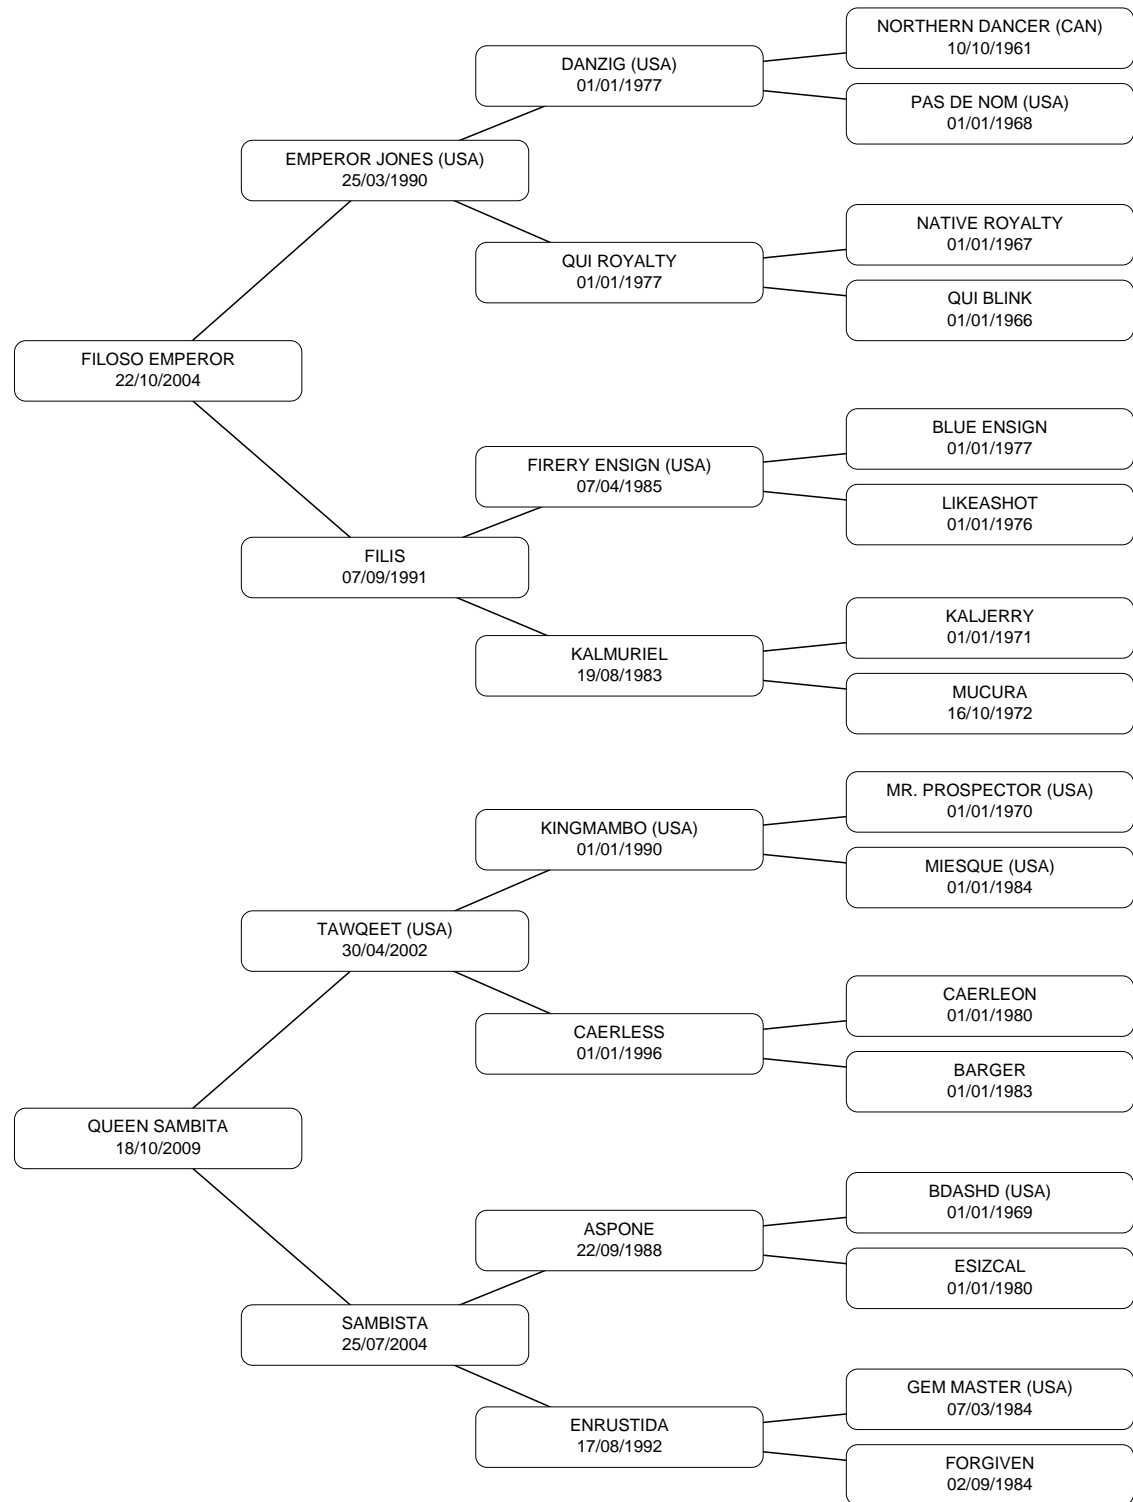 NORTHERN DANCER (CAN)
10/10/1961
DANZIG (USA)
01/01/1977
PAS DE NOM (USA)
01/01/1968
EMPEROR JONES (USA)
25/03/1990
NATIVE ROYALTY
01/01/1967
QUI ROYALTY
01/01/1977
QUI BLINK
01/01/1966
FILOSO EMPEROR
22/10/2004
BLUE ENSIGN
01/01/1977
FIRERY ENSIGN (USA)
07/04/1985
LIKEASHOT
01/01/1976
FILIS
07/09/1991
KALJERRY
01/01/1971
KALMURIEL
19/08/1983
MUCURA
16/10/1972
MR. PROSPECTOR (USA)
01/01/1970
KINGMAMBO (USA)
01/01/1990
MIESQUE (USA)
01/01/1984
TAWQEET (USA)
30/04/2002
CAERLEON
01/01/1980
CAERLESS
01/01/1996
BARGER
01/01/1983
QUEEN SAMBITA
18/10/2009
BDASHD (USA)
01/01/1969
ASPONE
22/09/1988
ESIZCAL
01/01/1980
SAMBISTA
25/07/2004
GEM MASTER (USA)
07/03/1984
ENRUSTIDA
17/08/1992
FORGIVEN
02/09/1984